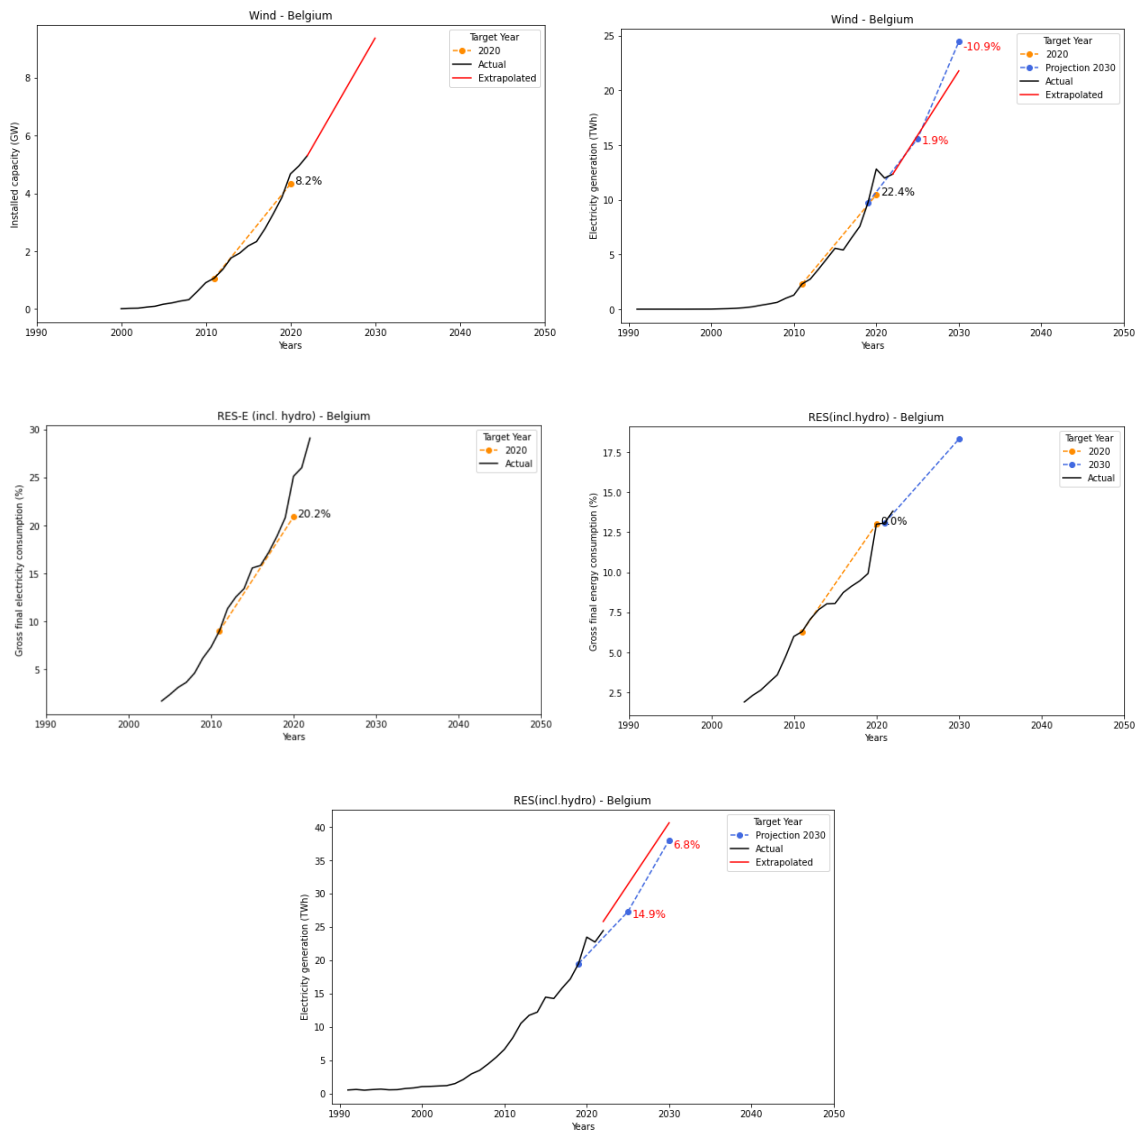 Wind - Belgium
Installed capacity (GW)
8
6
4
2
0
1990 2000 2010 2020 2030 2040 2050
Years
Target Year
2020
Actual
Extrapolated
8.2%
Wind - Belgium
Electricity generation (TWh)
25
20
15
10
5
0
1990 2000 2010 2020 2030 2040 2050
Years
Target Year
2020
Projection 2030
Actual
Extrapolated
-10.9%
1.9%
22.4%
RES-E (incl. hydro) - Belgium
Gross final electricity consumption (%)
30
25
20
15
10
5
1990 2000 2010 2020 2030 2040 2050
Years
Target Year
2020
Actual
20.2%
RES(incl.hydro) - Belgium
Gross final energy consumption (%)
17.5
15.0
12.5
10.0
7.5
5.0
2.5
1990 2000 2010 2020 2030 2040 2050
Years
Target Year
2020
2030
Actual
0.0%
RES(incl.hydro) - Belgium
Electricity generation (TWh)
40
35
30
25
20
15
10
5
0
1990 2000 2010 2020 2030 2040 2050
Years
Target Year
Projection 2030
Actual
Extrapolated
6.8%
14.9%